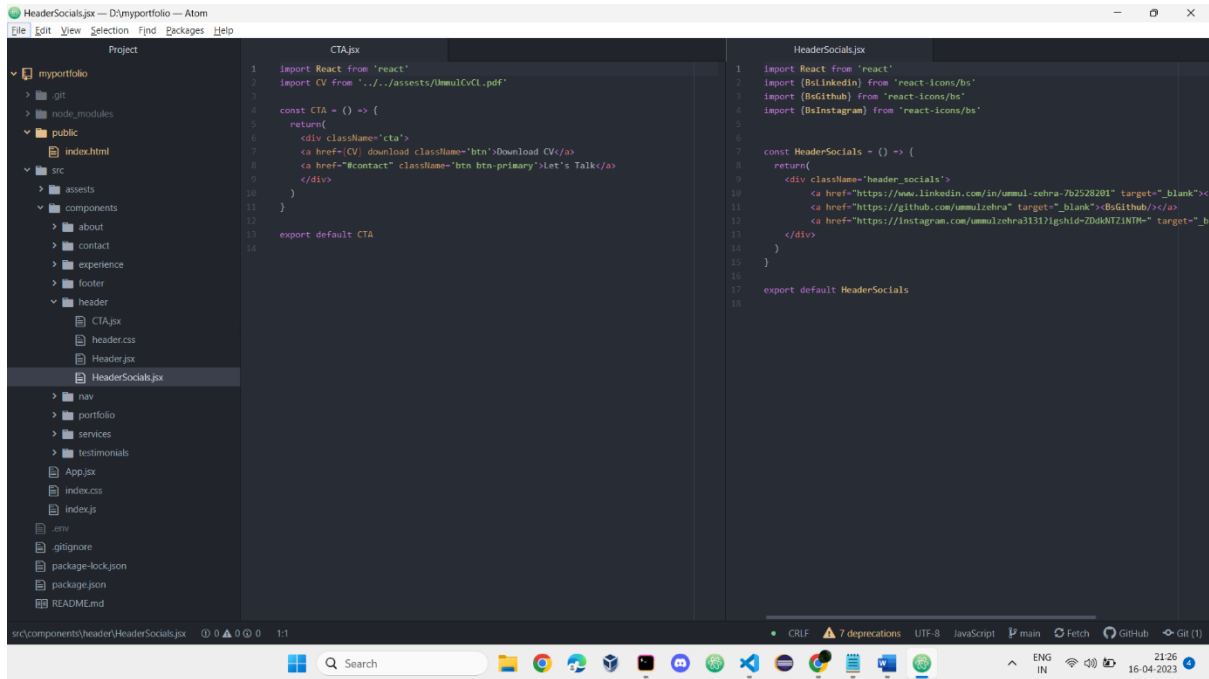 HeaderSocials.jsx — D:\myportfolio — Atom
File Edit View Selection Find Packages Help
Project
myportfolio
.git
node_modules
public
index.html
src
assests
components
about
contact
experience
footer
header
CTA.jsx
header.css
Header.jsx
HeaderSocials.jsx
nav
portfolio
services
testimonials
App.jsx
index.css
index.js
.env
.gitignore
package-lock.json
package.json
README.md
CTA.jsx
1 import React from 'react'
2 import CV from '../../assests/UmmulCvCL.pdf'
3
4 const CTA = () => {
5 return(
6 <div className='cta'>
7 <a href={CV} download className='btn'>Download CV</a>
8 <a href="#contact" className='btn btn-primary'>Let's Talk</a>
9 </div>
10 )
11 }
12
13 export default CTA
14
HeaderSocials.jsx
1 import React from 'react'
2 import {BsLinkedin} from 'react-icons/bs'
3 import {BsGithub} from 'react-icons/bs'
4 import {BsInstagram} from 'react-icons/bs'
5
6
7 const HeaderSocials = () => {
8 return(
9 <div className='header_socials'>
10 <a href="https://www.linkedin.com/in/ummul-zehra-7b2528201" target="_blank"><
11 <a href="https://github.com/ummulzehra" target="_blank"><BsGithub/></a>
12 <a href="https://instagram.com/ummulzehra3131?igshid=ZDdkNTZiNTM=" target="_b
13 </div>
14 )
15 }
16
17 export default HeaderSocials
18
src\components\header\HeaderSocials.jsx 0 0 0 1:1 CRLF 7 deprecations UTF-8 JavaScript main Fetch GitHub Git (1)
Search ENG IN 21:26 16-04-2023 4